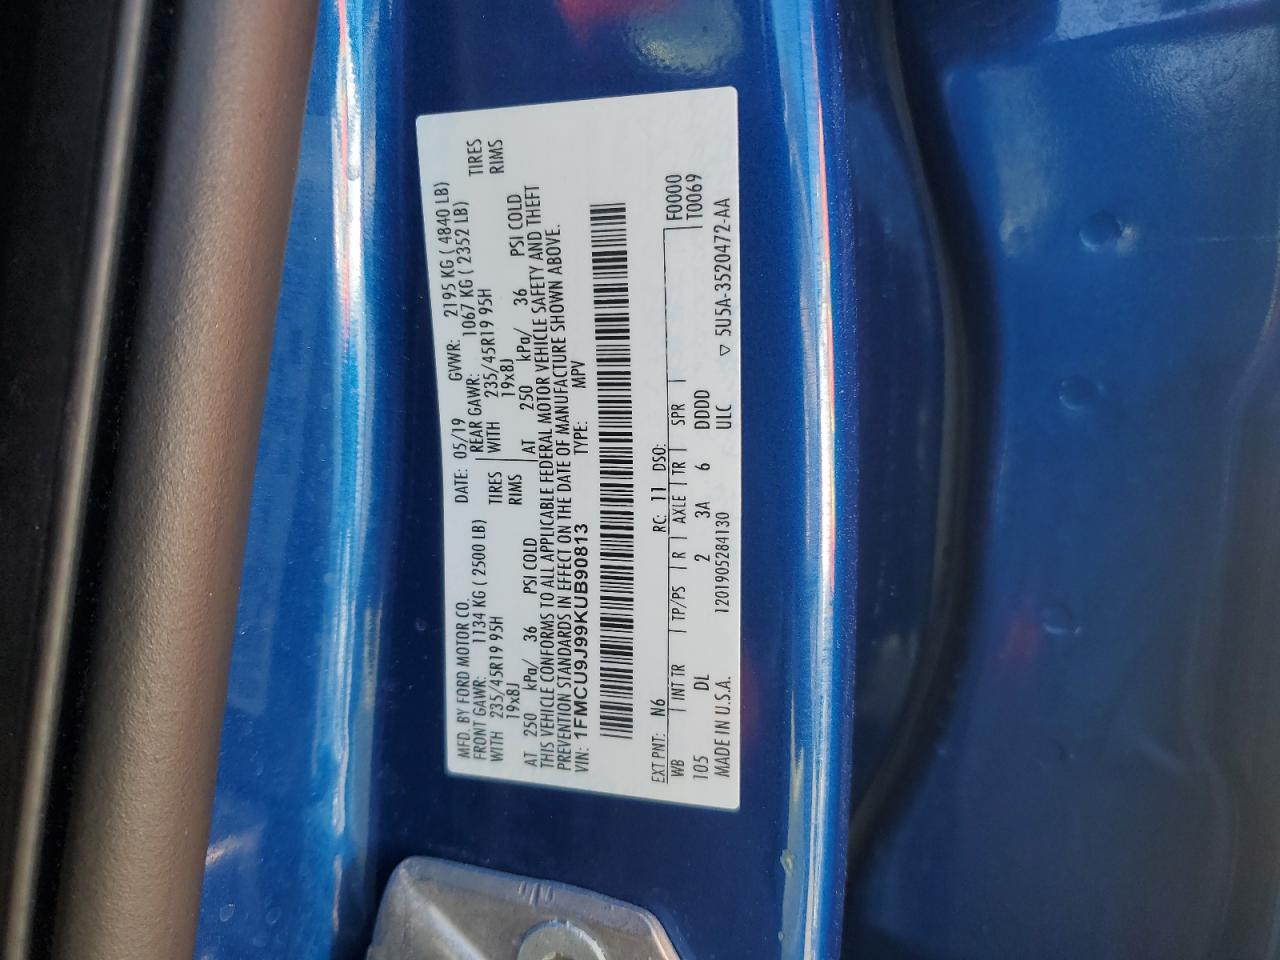 MFD. BY FORD MOTOR CO. DATE: 05/19 GVWR: 2195 KG ( 4840 LB)
FRONT GAWR: 1134 KG ( 2500 LB) REAR GAWR: 1067 KG ( 2352 LB)
WITH 235/45R19 95H TIRES WITH 235/45R19 95H TIRES
19x8J RIMS 19x8J RIMS
AT 250 kPa/ 36 PSI COLD AT 250 kPa/ 36 PSI COLD
THIS VEHICLE CONFORMS TO ALL APPLICABLE FEDERAL MOTOR VEHICLE SAFETY AND THEFT
PREVENTION STANDARDS IN EFFECT ON THE DATE OF MANUFACTURE SHOWN ABOVE.
VIN: 1FMCU9J99KUB90813 TYPE: MPV
EXT PNT: N6 RC: 11 DSO: F0000
WB INT TR TP/PS R AXLE TR SPR T0069
105 DL 2 3A 6 DDDD
MADE IN U.S.A. 1201905284130 ULC ▽ 5U5A-3520472-AA